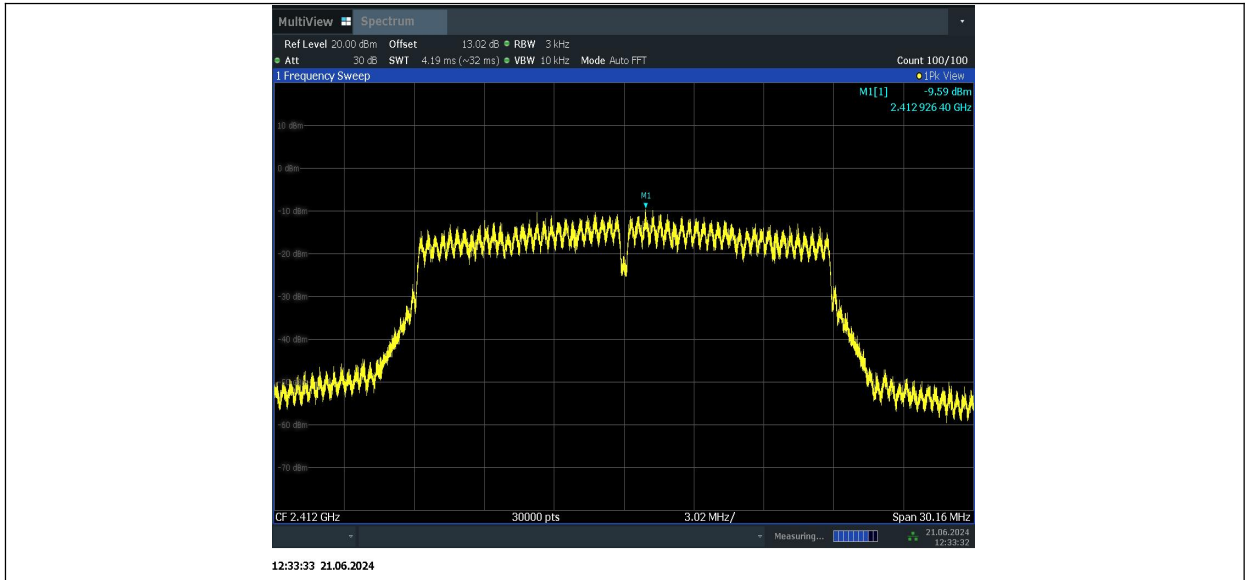 MultiView Spectrum
Ref Level 20.00 dBm Offset 13.02 dB RBW 3 kHz
Att 30 dB SWT 4.19 ms (~32 ms) VBW 10 kHz Mode Auto FFT Count 100/100
1 Frequency Sweep 1Pk View
M1[1] -9.59 dBm
2.412 926 40 GHz
10 dBm
0 dBm
M1
-10 dBm
-20 dBm
-30 dBm
-40 dBm
-60 dBm
-70 dBm
CF 2.412 GHz 30000 pts 3.02 MHz/ Span 30.16 MHz
Measuring... 21.06.2024
12:33:32
12:33:33 21.06.2024